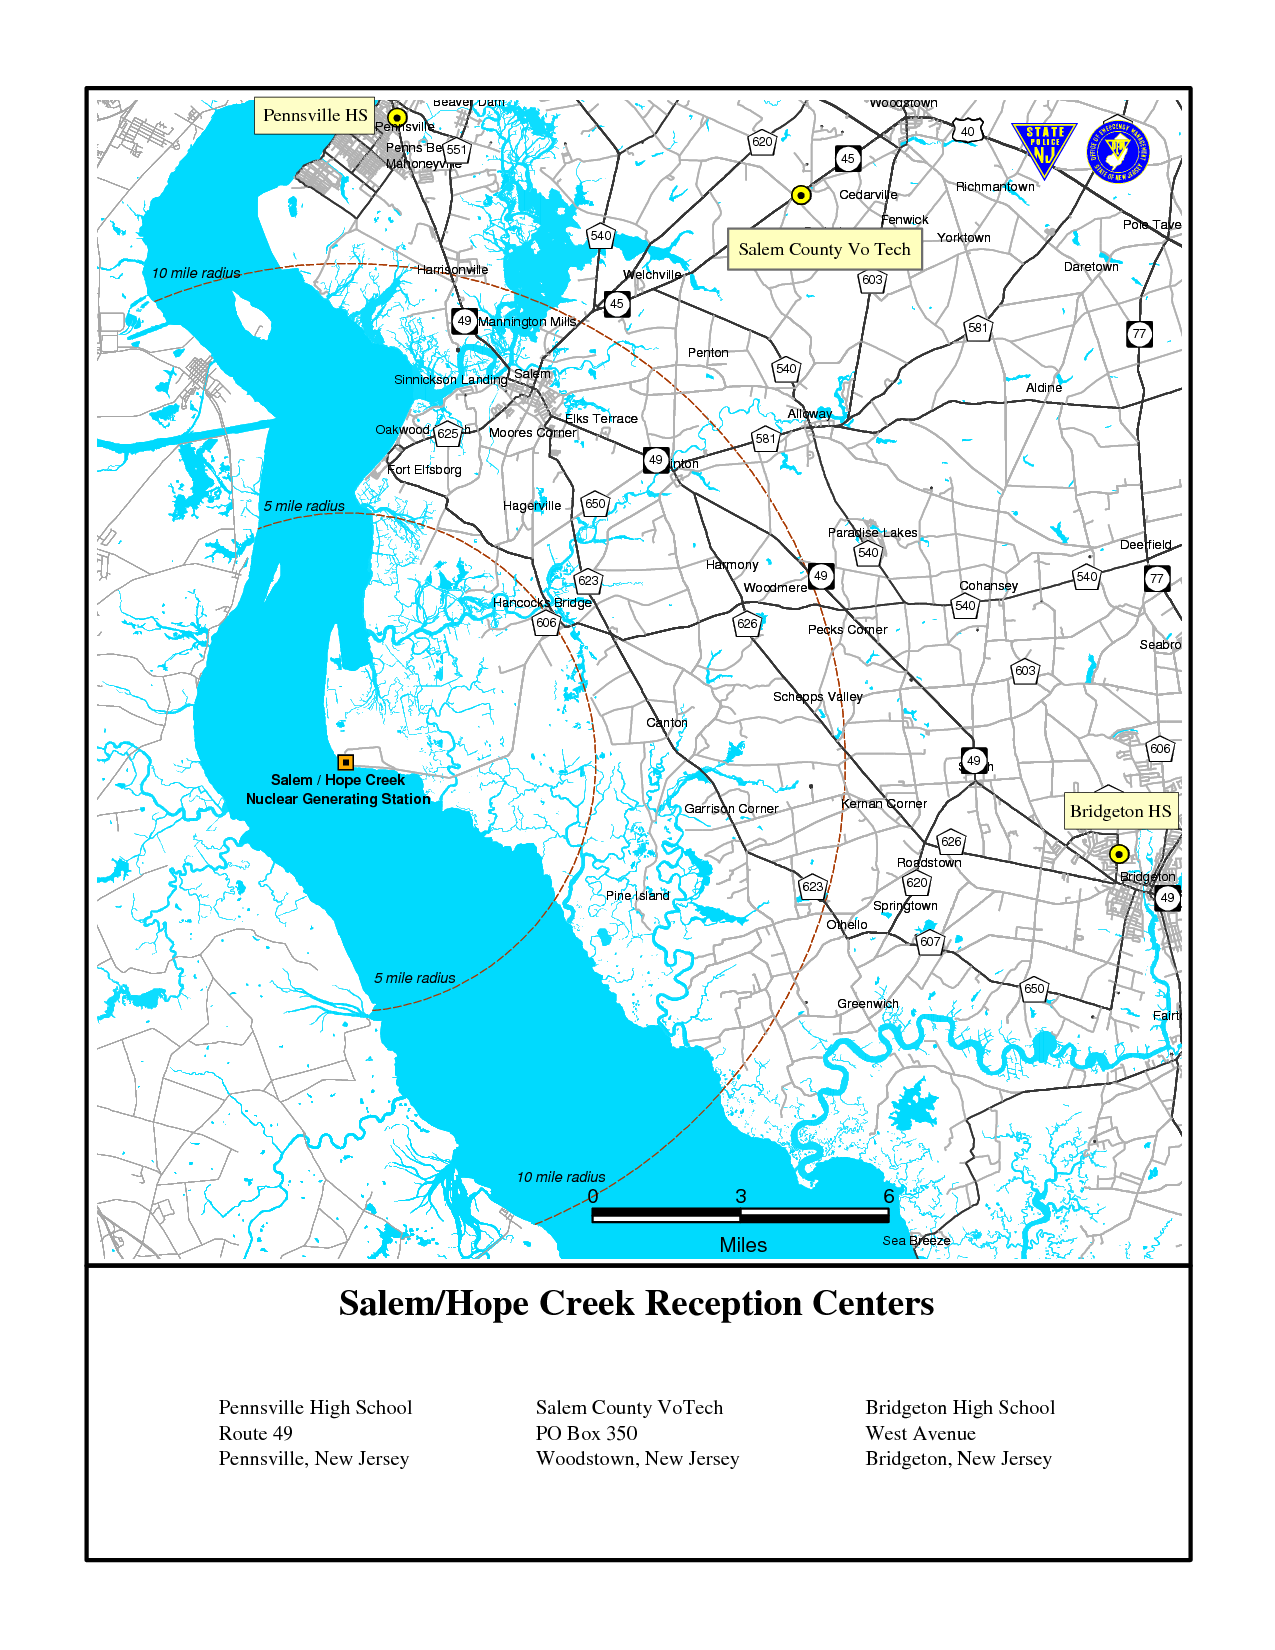 Beaver Dam
Woodstown
Pennsville HS
Pennsville
40
STATE
POLICE
NJ
620
Penns Be
551
45
Mahoneyville
Richmantown
Cedarville
Fenwick
Pole Tave
540
Yorktown
Salem County Vo Tech
10 mile radius
Harrisonville
Welchville
Daretown
603
45
49
Mannington Mills
581
77
Penton
540
Sinnickson Landing
Salem
Aldine
Elks Terrace
Alloway
Oakwood
625
h
Moores Corner
581
Fort Elfsborg
49
inton
5 mile radius
Hagerville
650
Paradise Lakes
540
Deerfield
Harmony
49
540
77
623
Woodmere
Cohansey
Hancocks Bridge
540
606
626
Pecks Corner
Seabro
603
Schepps Valley
Canton
606
49
h
Salem / Hope Creek
Nuclear Generating Station
Garrison Corner
Kernan Corner
Bridgeton HS
626
Roadstown
Bridgeton
623
620
Pine Island
49
Springtown
Othello
607
5 mile radius
650
Greenwich
Fairt
10 mile radius
0 3 6
Miles
Sea Breeze
Salem/Hope Creek Reception Centers
Pennsville High School
Route 49
Pennsville, New Jersey
Salem County VoTech
PO Box 350
Woodstown, New Jersey
Bridgeton High School
West Avenue
Bridgeton, New Jersey